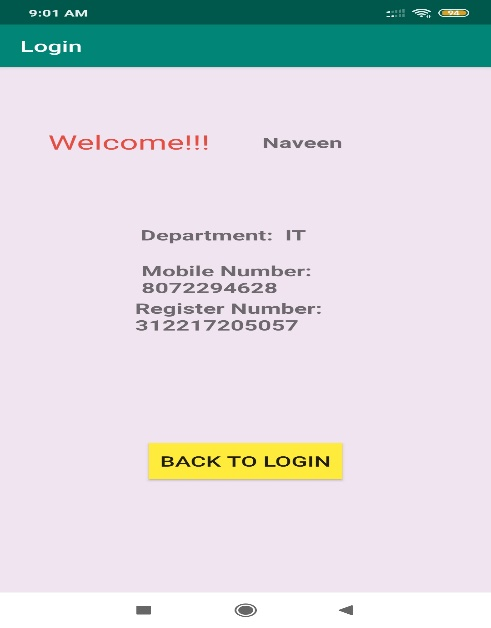 9:01 AM
94
Login
Welcome!!! Naveen
Department: IT
Mobile Number:
8072294628
Register Number:
312217205057
BACK TO LOGIN